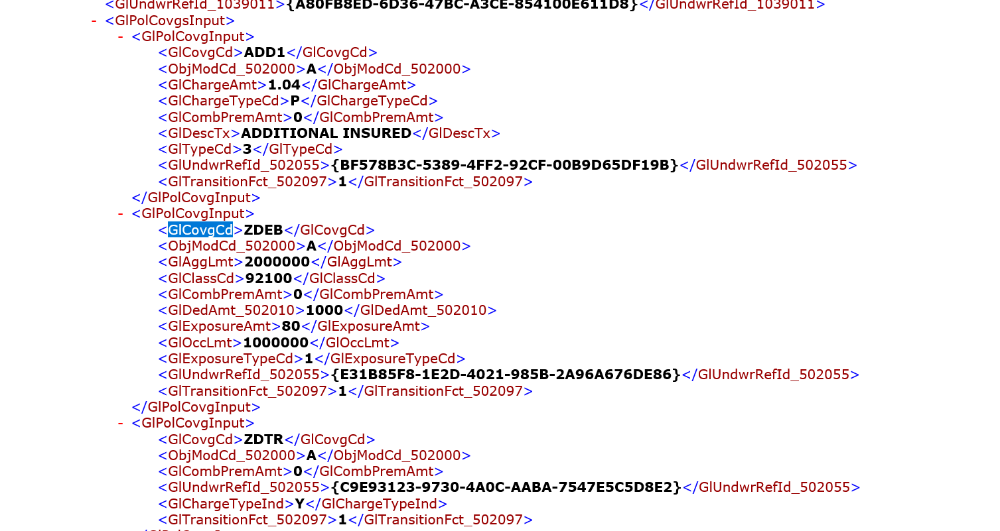 <GlUndwrRefId_1039011>{A80FB8ED-6D36-47BC-A3CE-854100E611D8}</GlUndwrRefId_1039011>
- <GlPolCovgsInput>
- <GlPolCovgInput>
<GlCovgCd>ADD1</GlCovgCd>
<ObjModCd_502000>A</ObjModCd_502000>
<GlChargeAmt>1.04</GlChargeAmt>
<GlChargeTypeCd>P</GlChargeTypeCd>
<GlCombPremAmt>0</GlCombPremAmt>
<GlDescTx>ADDITIONAL INSURED</GlDescTx>
<GlTypeCd>3</GlTypeCd>
<GlUndwrRefId_502055>{BF578B3C-5389-4FF2-92CF-00B9D65DF19B}</GlUndwrRefId_502055>
<GlTransitionFct_502097>1</GlTransitionFct_502097>
</GlPolCovgInput>
- <GlPolCovgInput>
<GlCovgCd>ZDEB</GlCovgCd>
<ObjModCd_502000>A</ObjModCd_502000>
<GlAggLmt>2000000</GlAggLmt>
<GlClassCd>92100</GlClassCd>
<GlCombPremAmt>0</GlCombPremAmt>
<GlDedAmt_502010>1000</GlDedAmt_502010>
<GlExposureAmt>80</GlExposureAmt>
<GlOccLmt>1000000</GlOccLmt>
<GlExposureTypeCd>1</GlExposureTypeCd>
<GlUndwrRefId_502055>{E31B85F8-1E2D-4021-985B-2A96A676DE86}</GlUndwrRefId_502055>
<GlTransitionFct_502097>1</GlTransitionFct_502097>
</GlPolCovgInput>
- <GlPolCovgInput>
<GlCovgCd>ZDTR</GlCovgCd>
<ObjModCd_502000>A</ObjModCd_502000>
<GlCombPremAmt>0</GlCombPremAmt>
<GlUndwrRefId_502055>{C9E93123-9730-4A0C-AABA-7547E5C5D8E2}</GlUndwrRefId_502055>
<GlChargeTypeInd>Y</GlChargeTypeInd>
<GlTransitionFct_502097>1</GlTransitionFct_502097>